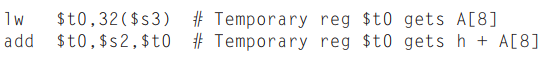 lw $t0,32($s3) # Temporary reg $t0 gets A[8]
add $t0,$s2,$t0 # Temporary reg $t0 gets h + A[8]